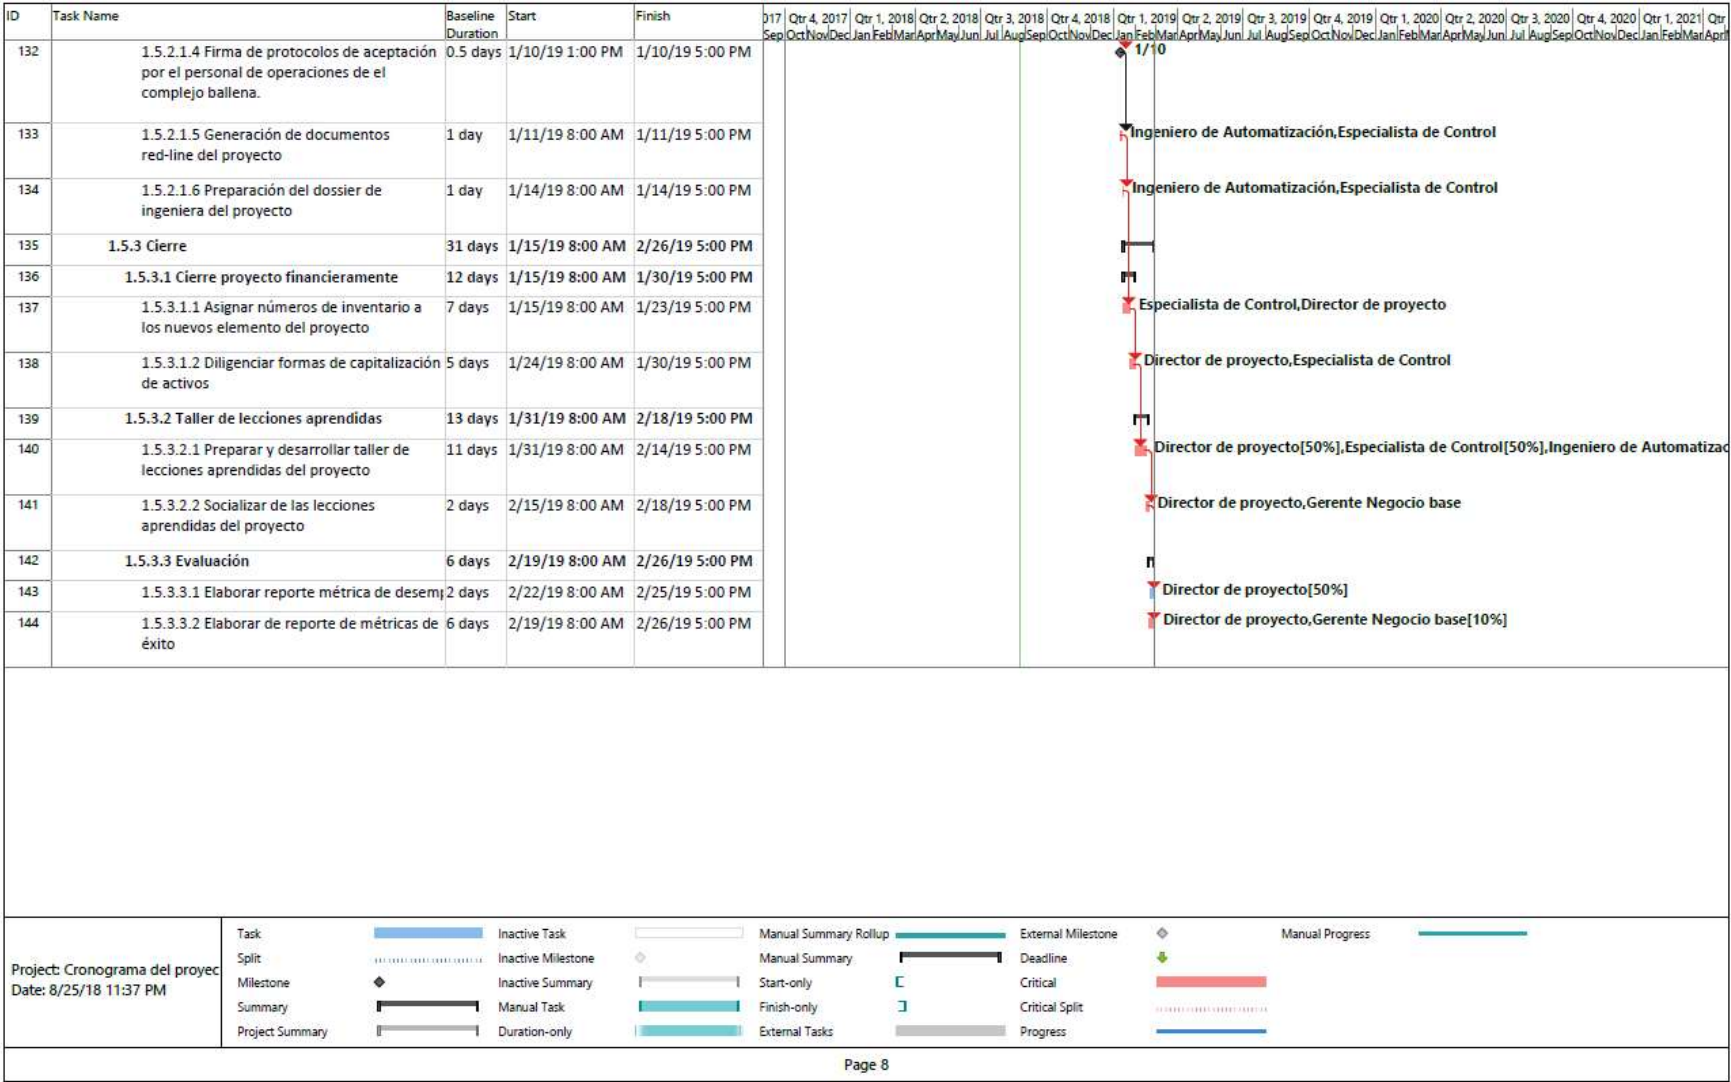 ID Task Name Baseline Duration Start Finish
017 Qtr 4, 2017 Qtr 1, 2018 Qtr 2, 2018 Qtr 3, 2018 Qtr 4, 2018 Qtr 1, 2019 Qtr 2, 2019 Qtr 3, 2019 Qtr 4, 2019 Qtr 1, 2020 Qtr 2, 2020 Qtr 3, 2020 Qtr 4, 2020 Qtr 1, 2021 Qtr
Sep Oct Nov Dec Jan Feb Mar Apr May Jun Jul Aug Sep Oct Nov Dec Jan Feb Mar Apr May Jun Jul Aug Sep Oct Nov Dec Jan Feb Mar Apr May Jun Jul Aug Sep Oct Nov Dec Jan Feb Mar Apr
132 1.5.2.1.4 Firma de protocolos de aceptación 0.5 days 1/10/19 1:00 PM 1/10/19 5:00 PM 1/10
por el personal de operaciones de el
complejo ballena.
133 1.5.2.1.5 Generación de documentos 1 day 1/11/19 8:00 AM 1/11/19 5:00 PM Ingeniero de Automatización,Especialista de Control
red-line del proyecto
134 1.5.2.1.6 Preparación del dossier de 1 day 1/14/19 8:00 AM 1/14/19 5:00 PM Ingeniero de Automatización,Especialista de Control
ingeniera del proyecto
135 1.5.3 Cierre 31 days 1/15/19 8:00 AM 2/26/19 5:00 PM
136 1.5.3.1 Cierre proyecto financieramente 12 days 1/15/19 8:00 AM 1/30/19 5:00 PM
137 1.5.3.1.1 Asignar números de inventario a 7 days 1/15/19 8:00 AM 1/23/19 5:00 PM Especialista de Control,Director de proyecto
los nuevos elemento del proyecto
138 1.5.3.1.2 Diligenciar formas de capitalización 5 days 1/24/19 8:00 AM 1/30/19 5:00 PM Director de proyecto,Especialista de Control
de activos
139 1.5.3.2 Taller de lecciones aprendidas 13 days 1/31/19 8:00 AM 2/18/19 5:00 PM
140 1.5.3.2.1 Preparar y desarrollar taller de 11 days 1/31/19 8:00 AM 2/14/19 5:00 PM Director de proyecto[50%],Especialista de Control[50%],Ingeniero de Automatizac
lecciones aprendidas del proyecto
141 1.5.3.2.2 Socializar de las lecciones 2 days 2/15/19 8:00 AM 2/18/19 5:00 PM Director de proyecto,Gerente Negocio base
aprendidas del proyecto
142 1.5.3.3 Evaluación 6 days 2/19/19 8:00 AM 2/26/19 5:00 PM
143 1.5.3.3.1 Elaborar reporte métrica de desem 2 days 2/22/19 8:00 AM 2/25/19 5:00 PM Director de proyecto[50%]
144 1.5.3.3.2 Elaborar de reporte de métricas de 6 days 2/19/19 8:00 AM 2/26/19 5:00 PM Director de proyecto,Gerente Negocio base[10%]
éxito
Project: Cronograma del proyec
Date: 8/25/18 11:37 PM
Task Inactive Task Manual Summary Rollup External Milestone Manual Progress
Split Inactive Milestone Manual Summary Deadline
Milestone Inactive Summary Start-only Critical
Summary Manual Task Finish-only Critical Split
Project Summary Duration-only External Tasks Progress
Page 8